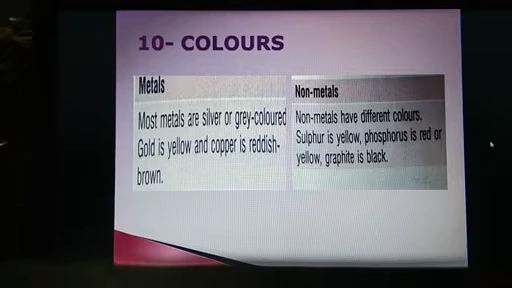 10- COLOURS
Metals
Most metals are silver or grey-coloured
Gold is yellow and copper is reddish-
brown.
Non-metals
Non-metals have different colours.
Sulphur is yellow, phosphorus is red or
yellow, graphite is black.